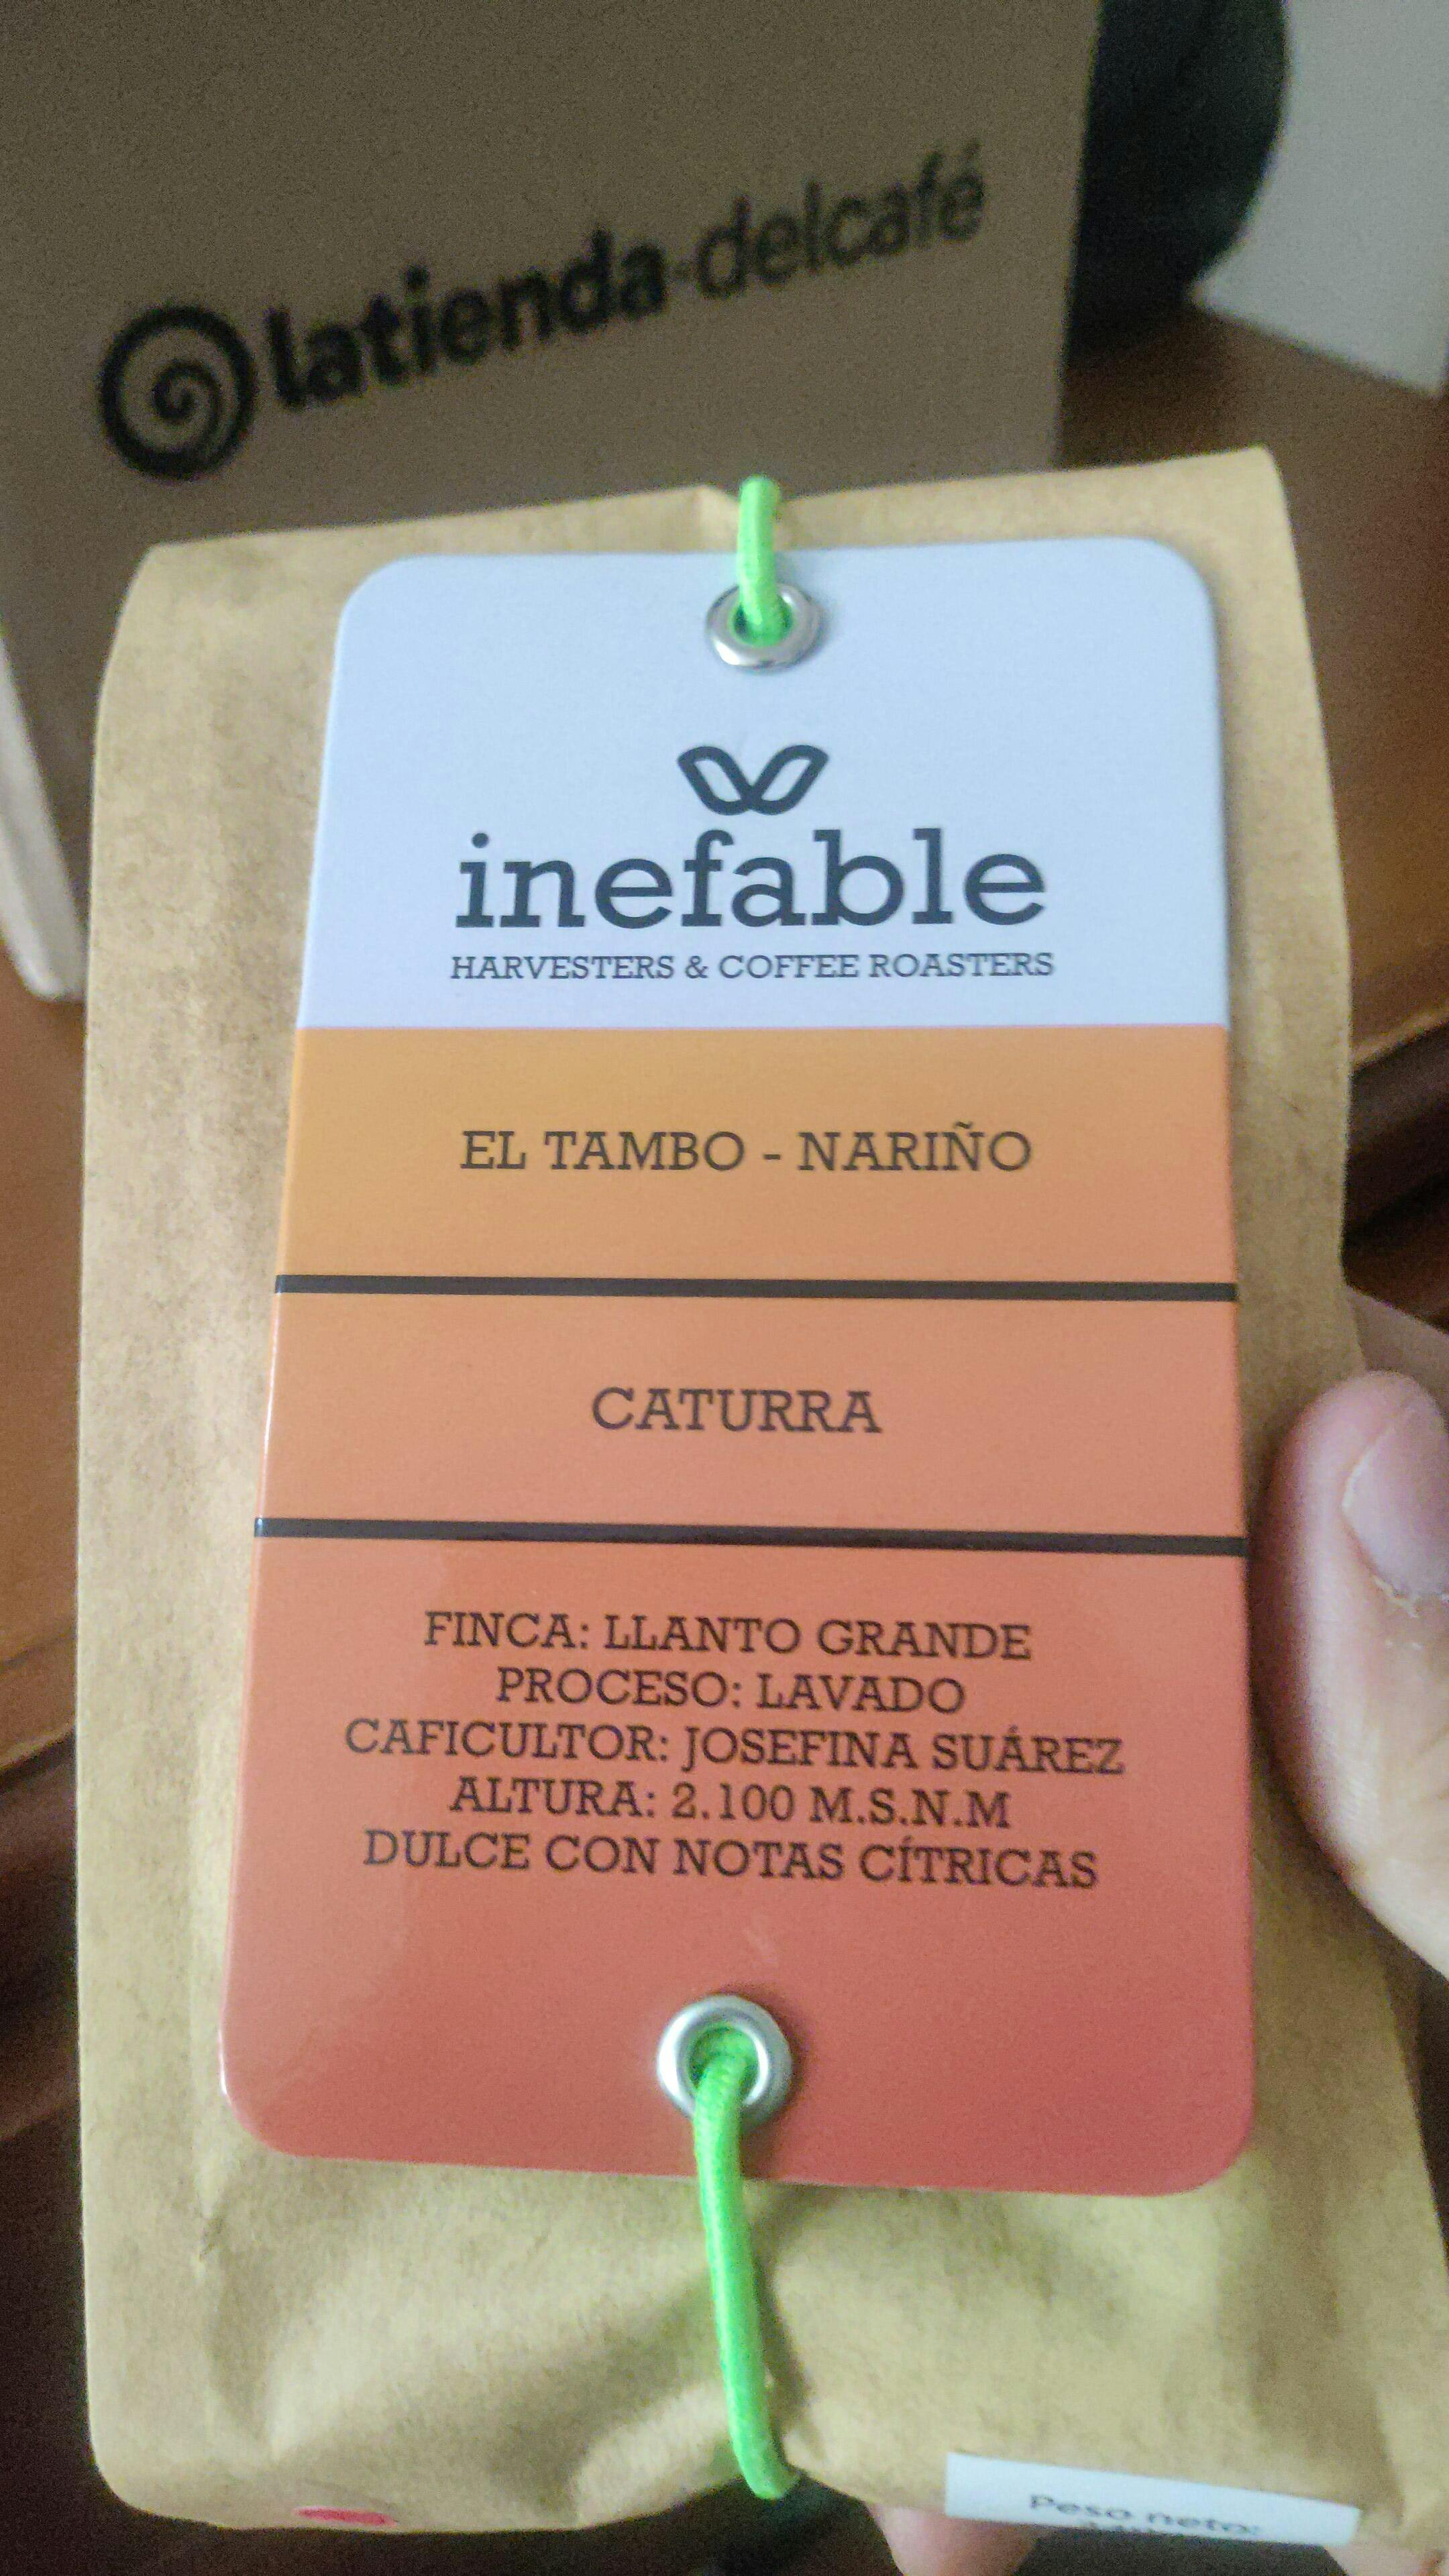 latienda·delcafé
inefable
HARVESTERS & COFFEE ROASTERS
EL TAMBO - NARIÑO
CATURRA
FINCA: LLANTO GRANDE
PROCESO: LAVADO
CAFICULTOR: JOSEFINA SUÁREZ
ALTURA: 2.100 M.S.N.M
DULCE CON NOTAS CÍTRICAS
Peso neto: